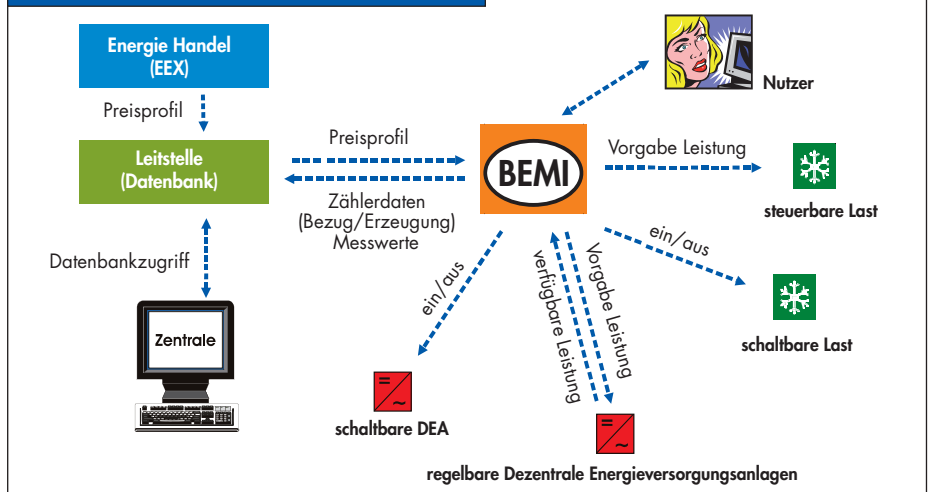 Energie Handel
(EEX)
Preisprofil
Leitstelle
(Datenbank)
Datenbankzugriff
Zentrale
Preisprofil
Zählerdaten
(Bezug/Erzeugung)
Messwerte
BEMI
Nutzer
Vorgabe Leistung
steuerbare Last
ein/aus
schaltbare Last
ein/aus
schaltbare DEA
verfügbare Leistung
Vorgabe Leistung
regelbare Dezentrale Energieversorgungsanlagen